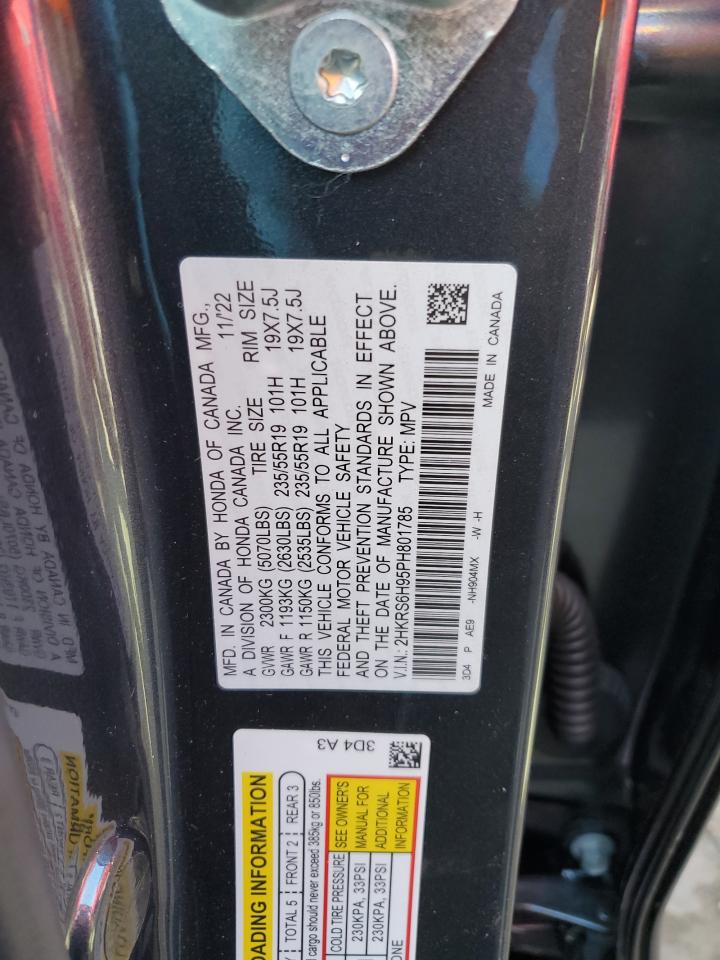 MFD. IN CANADA BY HONDA OF CANADA MFG.,
A DIVISION OF HONDA CANADA INC. 11/'22
GVWR 2300KG (5070LBS) TIRE SIZE RIM SIZE
GAWR F 1193KG (2630LBS) 235/55R19 101H 19X7.5J
GAWR R 1150KG (2535LBS) 235/55R19 101H 19X7.5J
THIS VEHICLE CONFORMS TO ALL APPLICABLE
FEDERAL MOTOR VEHICLE SAFETY
AND THEFT PREVENTION STANDARDS IN EFFECT
ON THE DATE OF MANUFACTURE SHOWN ABOVE.
V.I.N.: 2HKRS6H95PH801785 TYPE: MPV
3D4 P AE9 -NH904MX -W -H MADE IN CANADA
OADING INFORMATION 
TOTAL 5 FRONT 2 REAR 3
cargo should never exceed 385kg or 850lbs.
COLD TIRE PRESSURE SEE OWNER'S
230KPA, 33PSI MANUAL FOR
230KPA, 33PSI ADDITIONAL
INFORMATION
3D4 A3